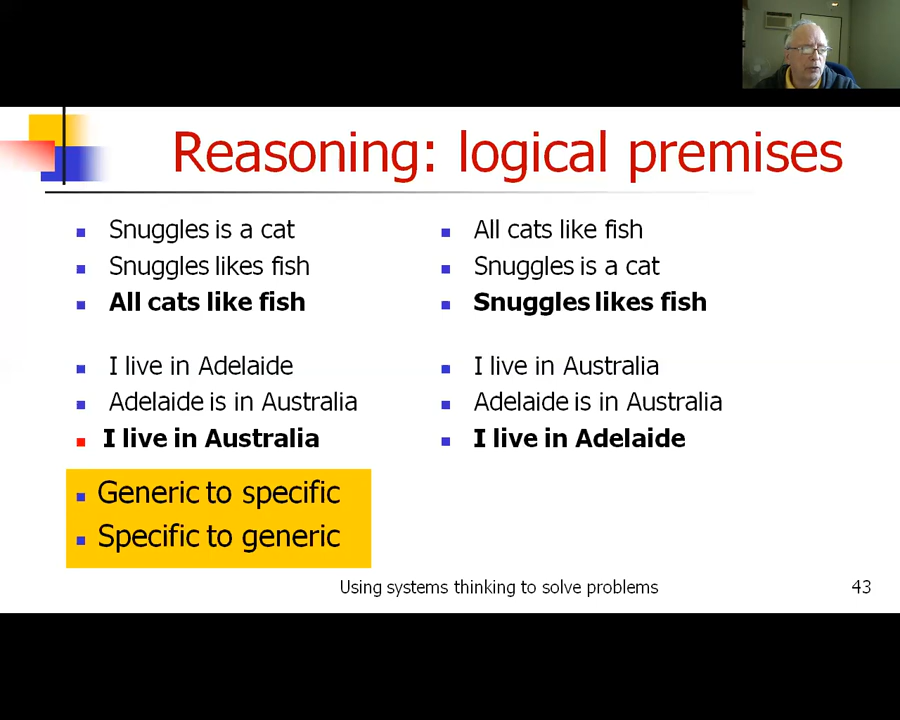 Reasoning: logical premises
Snuggles is a cat
Snuggles likes fish
All cats like fish
I live in Adelaide
Adelaide is in Australia
I live in Australia
All cats like fish
Snuggles is a cat
Snuggles likes fish
I live in Australia
Adelaide is in Australia
I live in Adelaide
Generic to specific
Specific to generic
Using systems thinking to solve problems
43